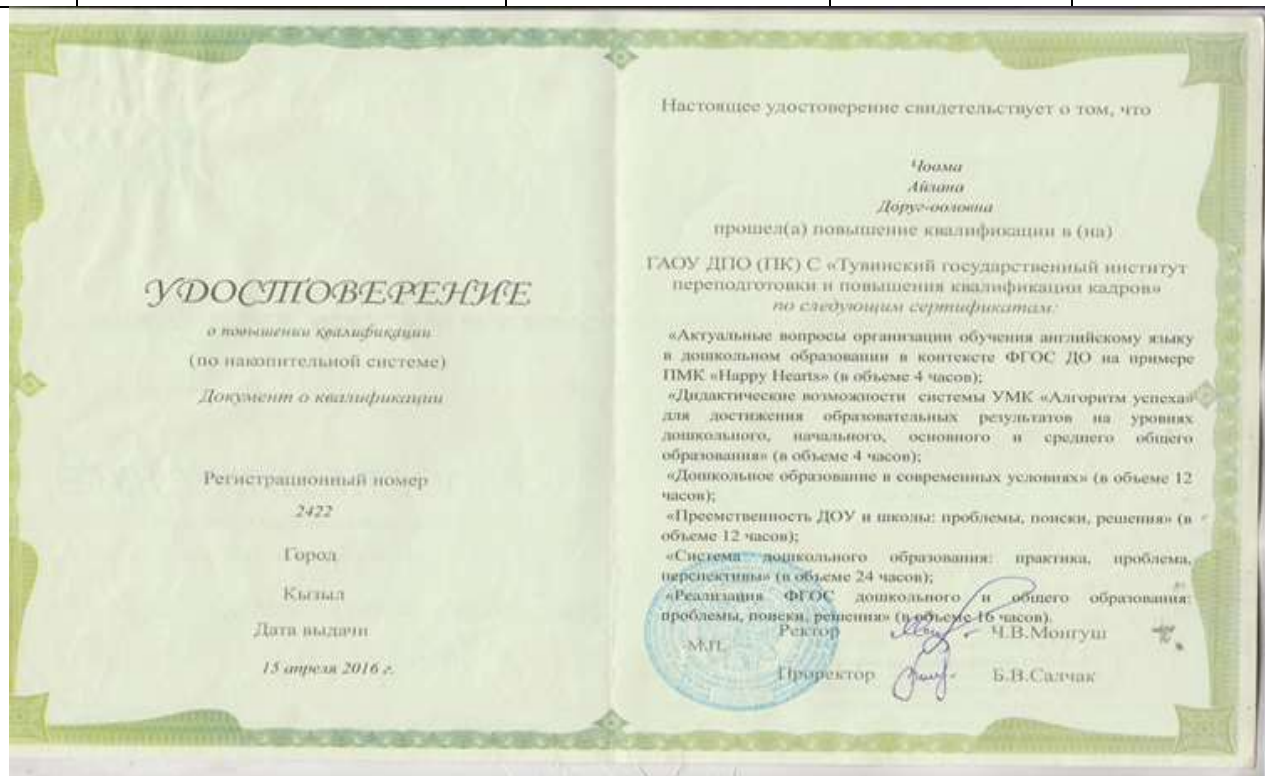 УДОСТОВЕРЕНИЕ
о повышении квалификации
(по накопительной системе)
Документ о квалификации
Регистрационный номер
2422
Город
Кызыл
Дата выдачи
15 апреля 2016 г.
Настоящее удостоверение свидетельствует о том, что
Чоома
Айлана
Доруг-ооловна
прошел(а) повышение квалификации в (на)
ГАОУ ДПО (ПК) С «Тувинский государственный институт
переподготовки и повышения квалификации кадров»
по следующим сертификатам:
«Актуальные вопросы организации обучения английскому языку
в дошкольном образовании в контексте ФГОС ДО на примере
ПМК «Happy Hearts» (в объеме 4 часов);
«Дидактические возможности системы УМК «Алгоритм успеха»
для достижения образовательных результатов на уровнях
дошкольного, начального, основного и среднего общего
образования» (в объеме 4 часов);
«Дошкольное образование в современных условиях» (в объеме 12
часов);
«Преемственность ДОУ и школы: проблемы, поиски, решения» (в
объеме 12 часов);
«Система дошкольного образования: практика, проблема,
перспективы» (в объеме 24 часов);
«Реализация ФГОС дошкольного и общего образования:
проблемы, поиски, решения» (в объеме 16 часов).
Ректор Ч.В.Монгуш
М.П.
Проректор Б.В.Салчак